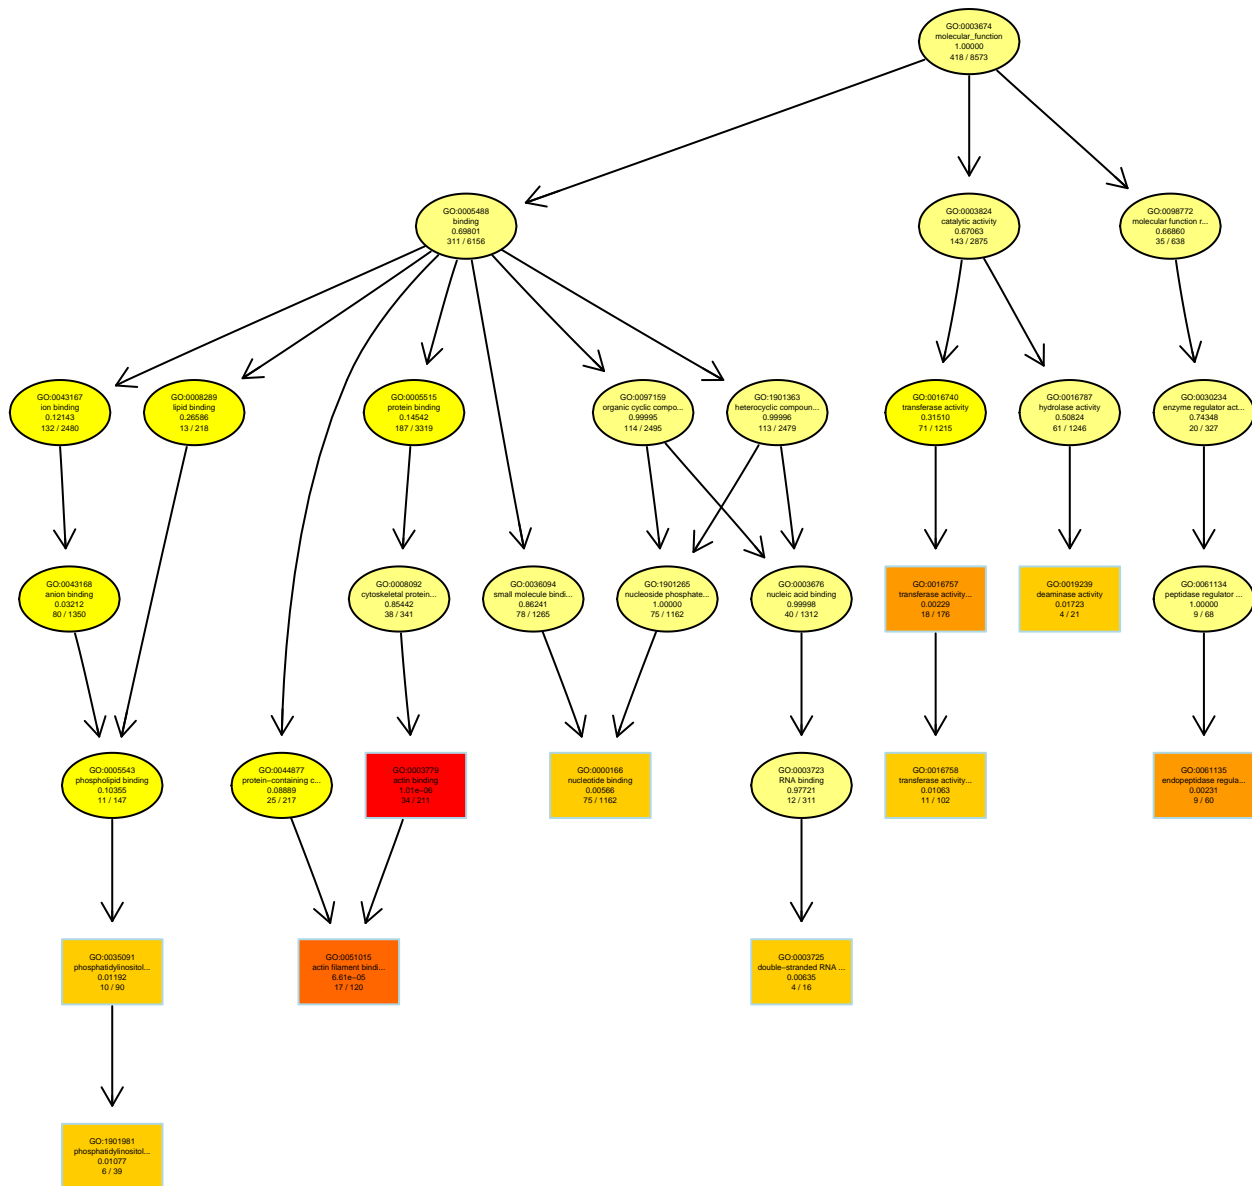 GO:0003674
molecular_function
1.00000
418 / 8573
GO:0005488
binding
0.69801
311 / 6156
GO:0003824
catalytic activity
0.67063
143 / 2875
GO:0098772
molecular function r...
0.66860
35 / 638
GO:0043167
ion binding
0.12143
132 / 2480
GO:0008289
lipid binding
0.26586
13 / 218
GO:0005515
protein binding
0.14542
187 / 3319
GO:0097159
organic cyclic compo...
0.99995
114 / 2495
GO:1901363
heterocyclic compoun...
0.99996
113 / 2479
GO:0016740
transferase activity
0.31510
71 / 1215
GO:0016787
hydrolase activity
0.50824
61 / 1246
GO:0030234
enzyme regulator act...
0.74348
20 / 327
GO:0043168
anion binding
0.03212
80 / 1350
GO:0008092
cytoskeletal protein...
0.85442
38 / 341
GO:0036094
small molecule bindi...
0.86241
78 / 1265
GO:1901265
nucleoside phosphate...
1.00000
75 / 1162
GO:0003676
nucleic acid binding
0.99998
40 / 1312
GO:0016757
transferase activity...
0.00229
18 / 176
GO:0019239
deaminase activity
0.01723
4 / 21
GO:0061134
peptidase regulator ...
1.00000
9 / 68
GO:0005543
phospholipid binding
0.10355
11 / 147
GO:0044877
protein−containing c...
0.08889
25 / 217
GO:0003779
actin binding
1.01e−06
34 / 211
GO:0000166
nucleotide binding
0.00566
75 / 1162
GO:0003723
RNA binding
0.97721
12 / 311
GO:0016758
transferase activity...
0.01063
11 / 102
GO:0061135
endopeptidase regula...
0.00231
9 / 60
GO:0035091
phosphatidylinositol...
0.01192
10 / 90
GO:0051015
actin filament bindi...
6.61e−05
17 / 120
GO:0003725
double−stranded RNA ...
0.00635
4 / 16
GO:1901981
phosphatidylinositol...
0.01077
6 / 39